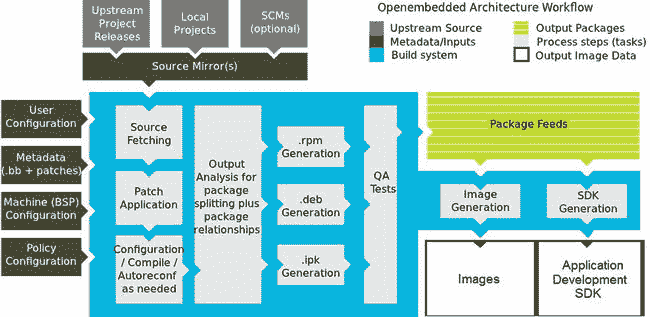 Openembedded Architecture Workflow
Upstream
Project
Releases
Local
Projects
SCMs
(optional)
Upstream Source
Metadata/Inputs
Build system
Output Packages
Process steps (tasks)
Output Image Data
Source Mirror(s)
User
Configuration
Metadata
(.bb + patches)
Machine (BSP)
Configuration
Policy
Configuration
Source
Fetching
Patch
Application
Configuration
/ Compile /
Autoreconf
as needed
Output
Analysis for
package
splitting plus
package
relationships
.rpm
Generation
.deb
Generation
.ipk
Generation
QA
Tests
Package Feeds
Image
Generation
SDK
Generation
Images
Application
Development
SDK